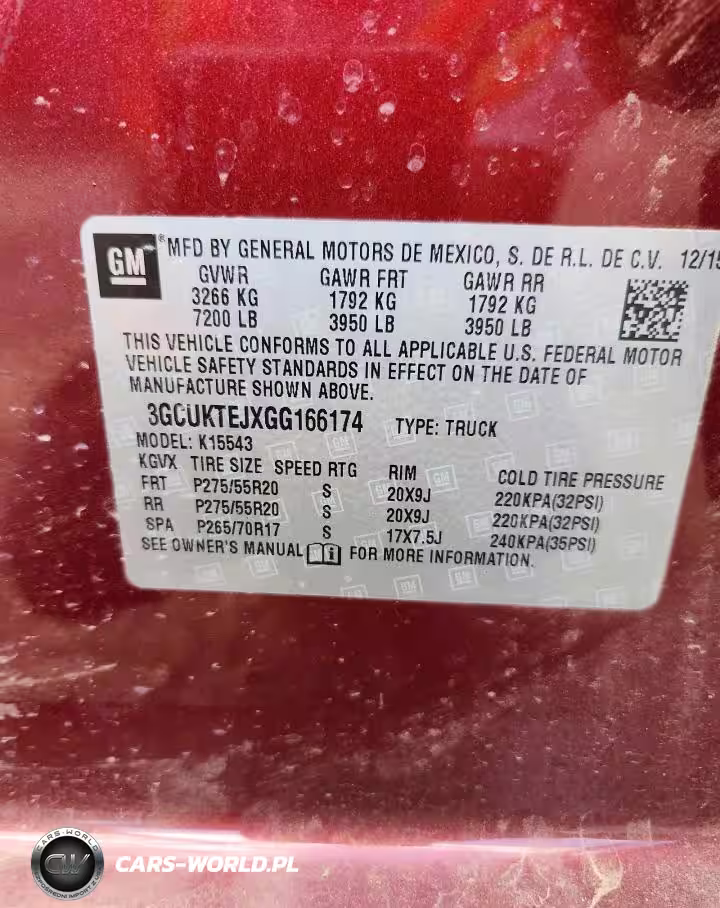 GM ® MFD BY GENERAL MOTORS DE MEXICO, S. DE R.L. DE C.V. 12/15
GVWR GAWR FRT GAWR RR
3266 KG 1792 KG 1792 KG
7200 LB 3950 LB 3950 LB
THIS VEHICLE CONFORMS TO ALL APPLICABLE U.S. FEDERAL MOTOR
VEHICLE SAFETY STANDARDS IN EFFECT ON THE DATE OF
MANUFACTURE SHOWN ABOVE.
3GCUKTEJXGG166174 TYPE: TRUCK
MODEL: K15543
KGVX TIRE SIZE SPEED RTG RIM COLD TIRE PRESSURE
FRT P275/55R20 S 20X9J 220KPA(32PSI)
RR P275/55R20 S 20X9J 220KPA(32PSI)
SPA P265/70R17 S 17X7.5J 240KPA(35PSI)
SEE OWNER'S MANUAL FOR MORE INFORMATION.
CARS-WORLD
CW
CARS-WORLD.PL